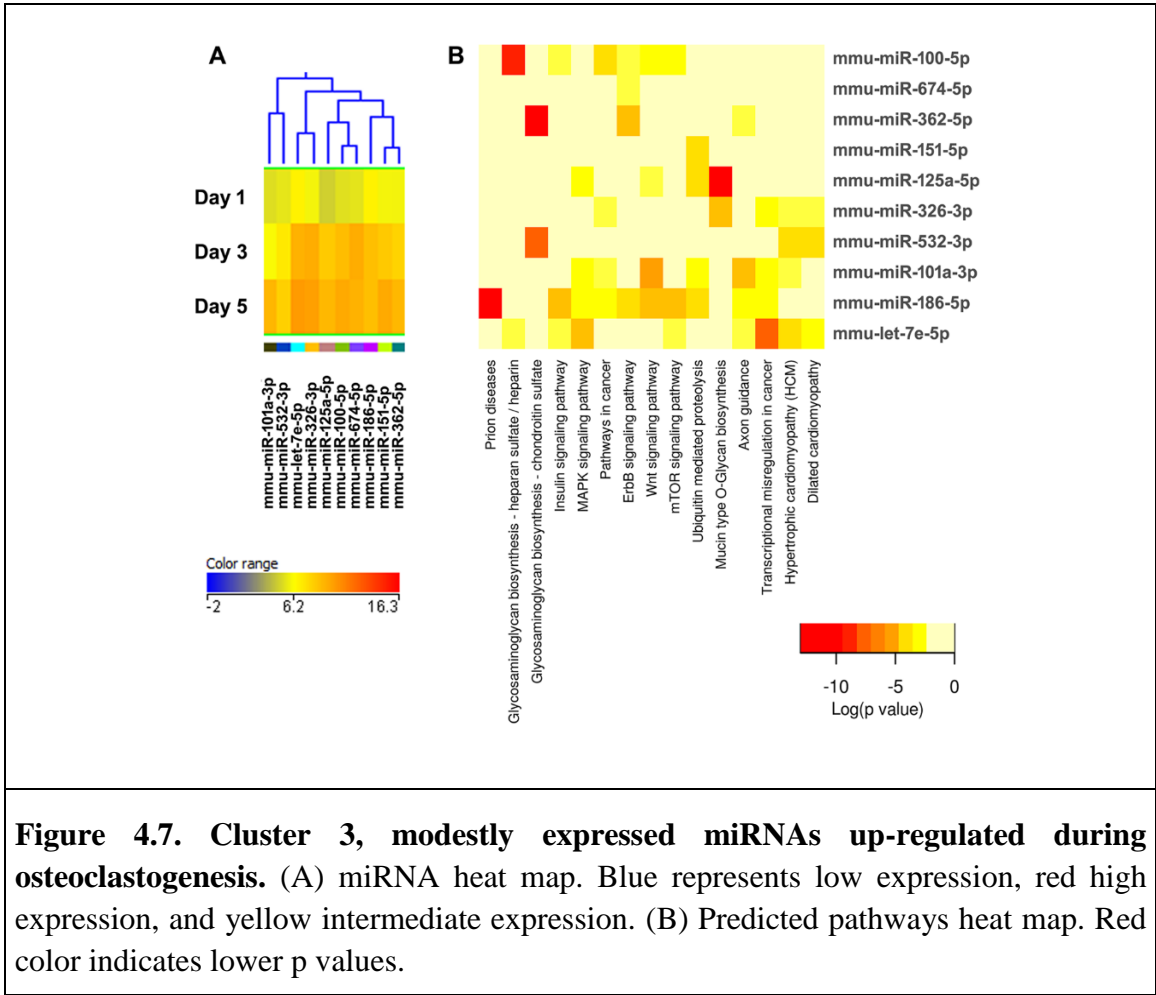 A
B
Day 1
Day 3
Day 5
mmu-miR-101a-3p
mmu-miR-532-3p
mmu-let-7e-5p
mmu-miR-326-3p
mmu-miR-125a-5p
mmu-miR-100-5p
mmu-miR-674-5p
mmu-miR-186-5p
mmu-miR-151-5p
mmu-miR-362-5p
Color range
-2 6.2 16.3
mmu-miR-100-5p
mmu-miR-674-5p
mmu-miR-362-5p
mmu-miR-151-5p
mmu-miR-125a-5p
mmu-miR-326-3p
mmu-miR-532-3p
mmu-miR-101a-3p
mmu-miR-186-5p
mmu-let-7e-5p
Prion diseases
Glycosaminoglycan biosynthesis - heparan sulfate / heparin
Glycosaminoglycan biosynthesis - chondroitin sulfate
Insulin signaling pathway
MAPK signaling pathway
Pathways in cancer
ErbB signaling pathway
Wnt signaling pathway
mTOR signaling pathway
Ubiquitin mediated proteolysis
Mucin type O-Glycan biosynthesis
Axon guidance
Transcriptional misregulation in cancer
Hypertrophic cardiomyopathy (HCM)
Dilated cardiomyopathy
-10 -5 0
Log(p value)
Figure 4.7. Cluster 3, modestly expressed miRNAs up-regulated during
osteoclastogenesis. (A) miRNA heat map. Blue represents low expression, red high
expression, and yellow intermediate expression. (B) Predicted pathways heat map. Red
color indicates lower p values.